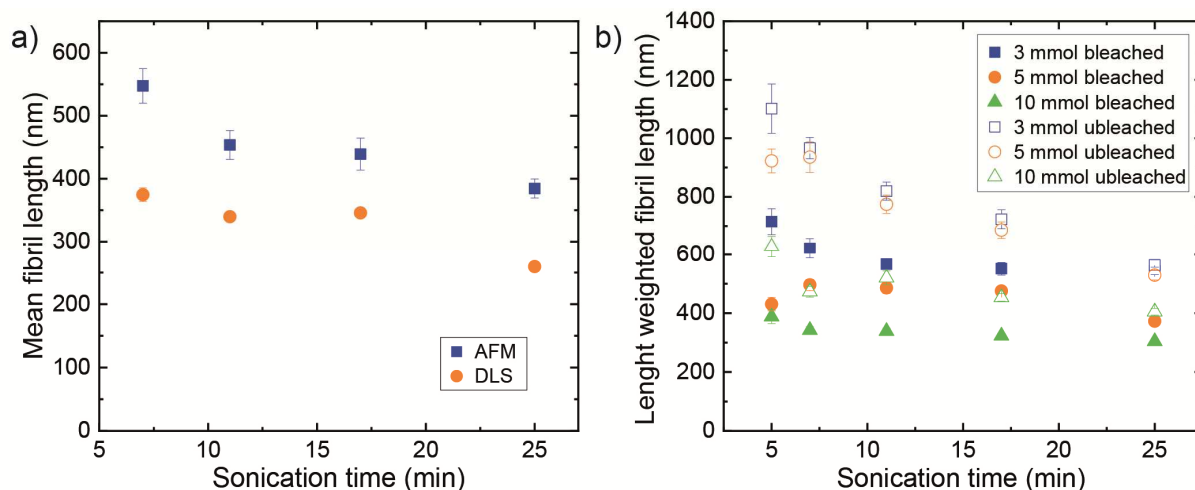 a)
Mean fibril length (nm)
600
500
400
300
200
100
0
5
10
15
20
25
Sonication time (min)
AFM
DLS
b)
Lenght weighted fibril length (nm)
1400
1200
1000
800
600
400
200
0
5
10
15
20
25
Sonication time (min)
3 mmol bleached
5 mmol bleached
10 mmol bleached
3 mmol ubleached
5 mmol ubleached
10 mmol ubleached